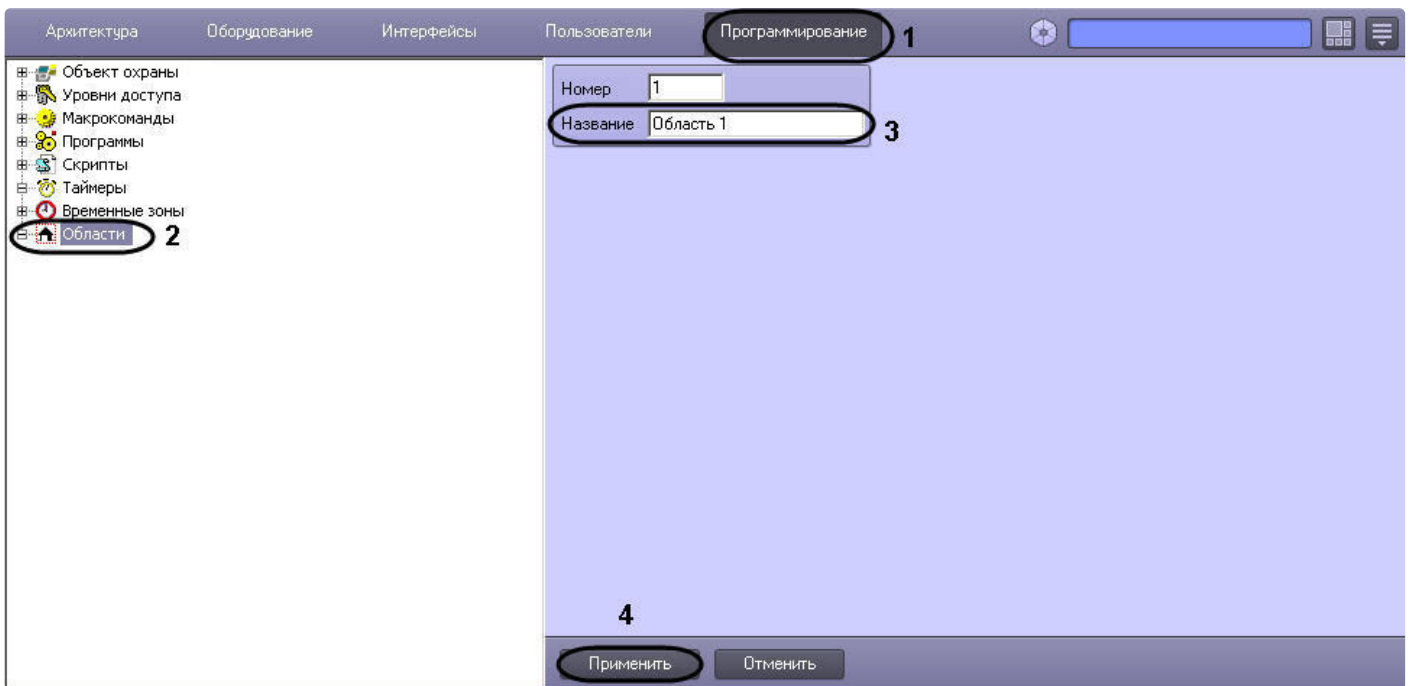 Архитектура Оборудование Интерфейсы Пользователи Программирование 1
Объект охраны
Уровни доступа
Макрокоманды
Программы
Скрипты
Таймеры
Временные зоны
Области 2
Номер 1
Название Область 1 3
4
Применить Отменить